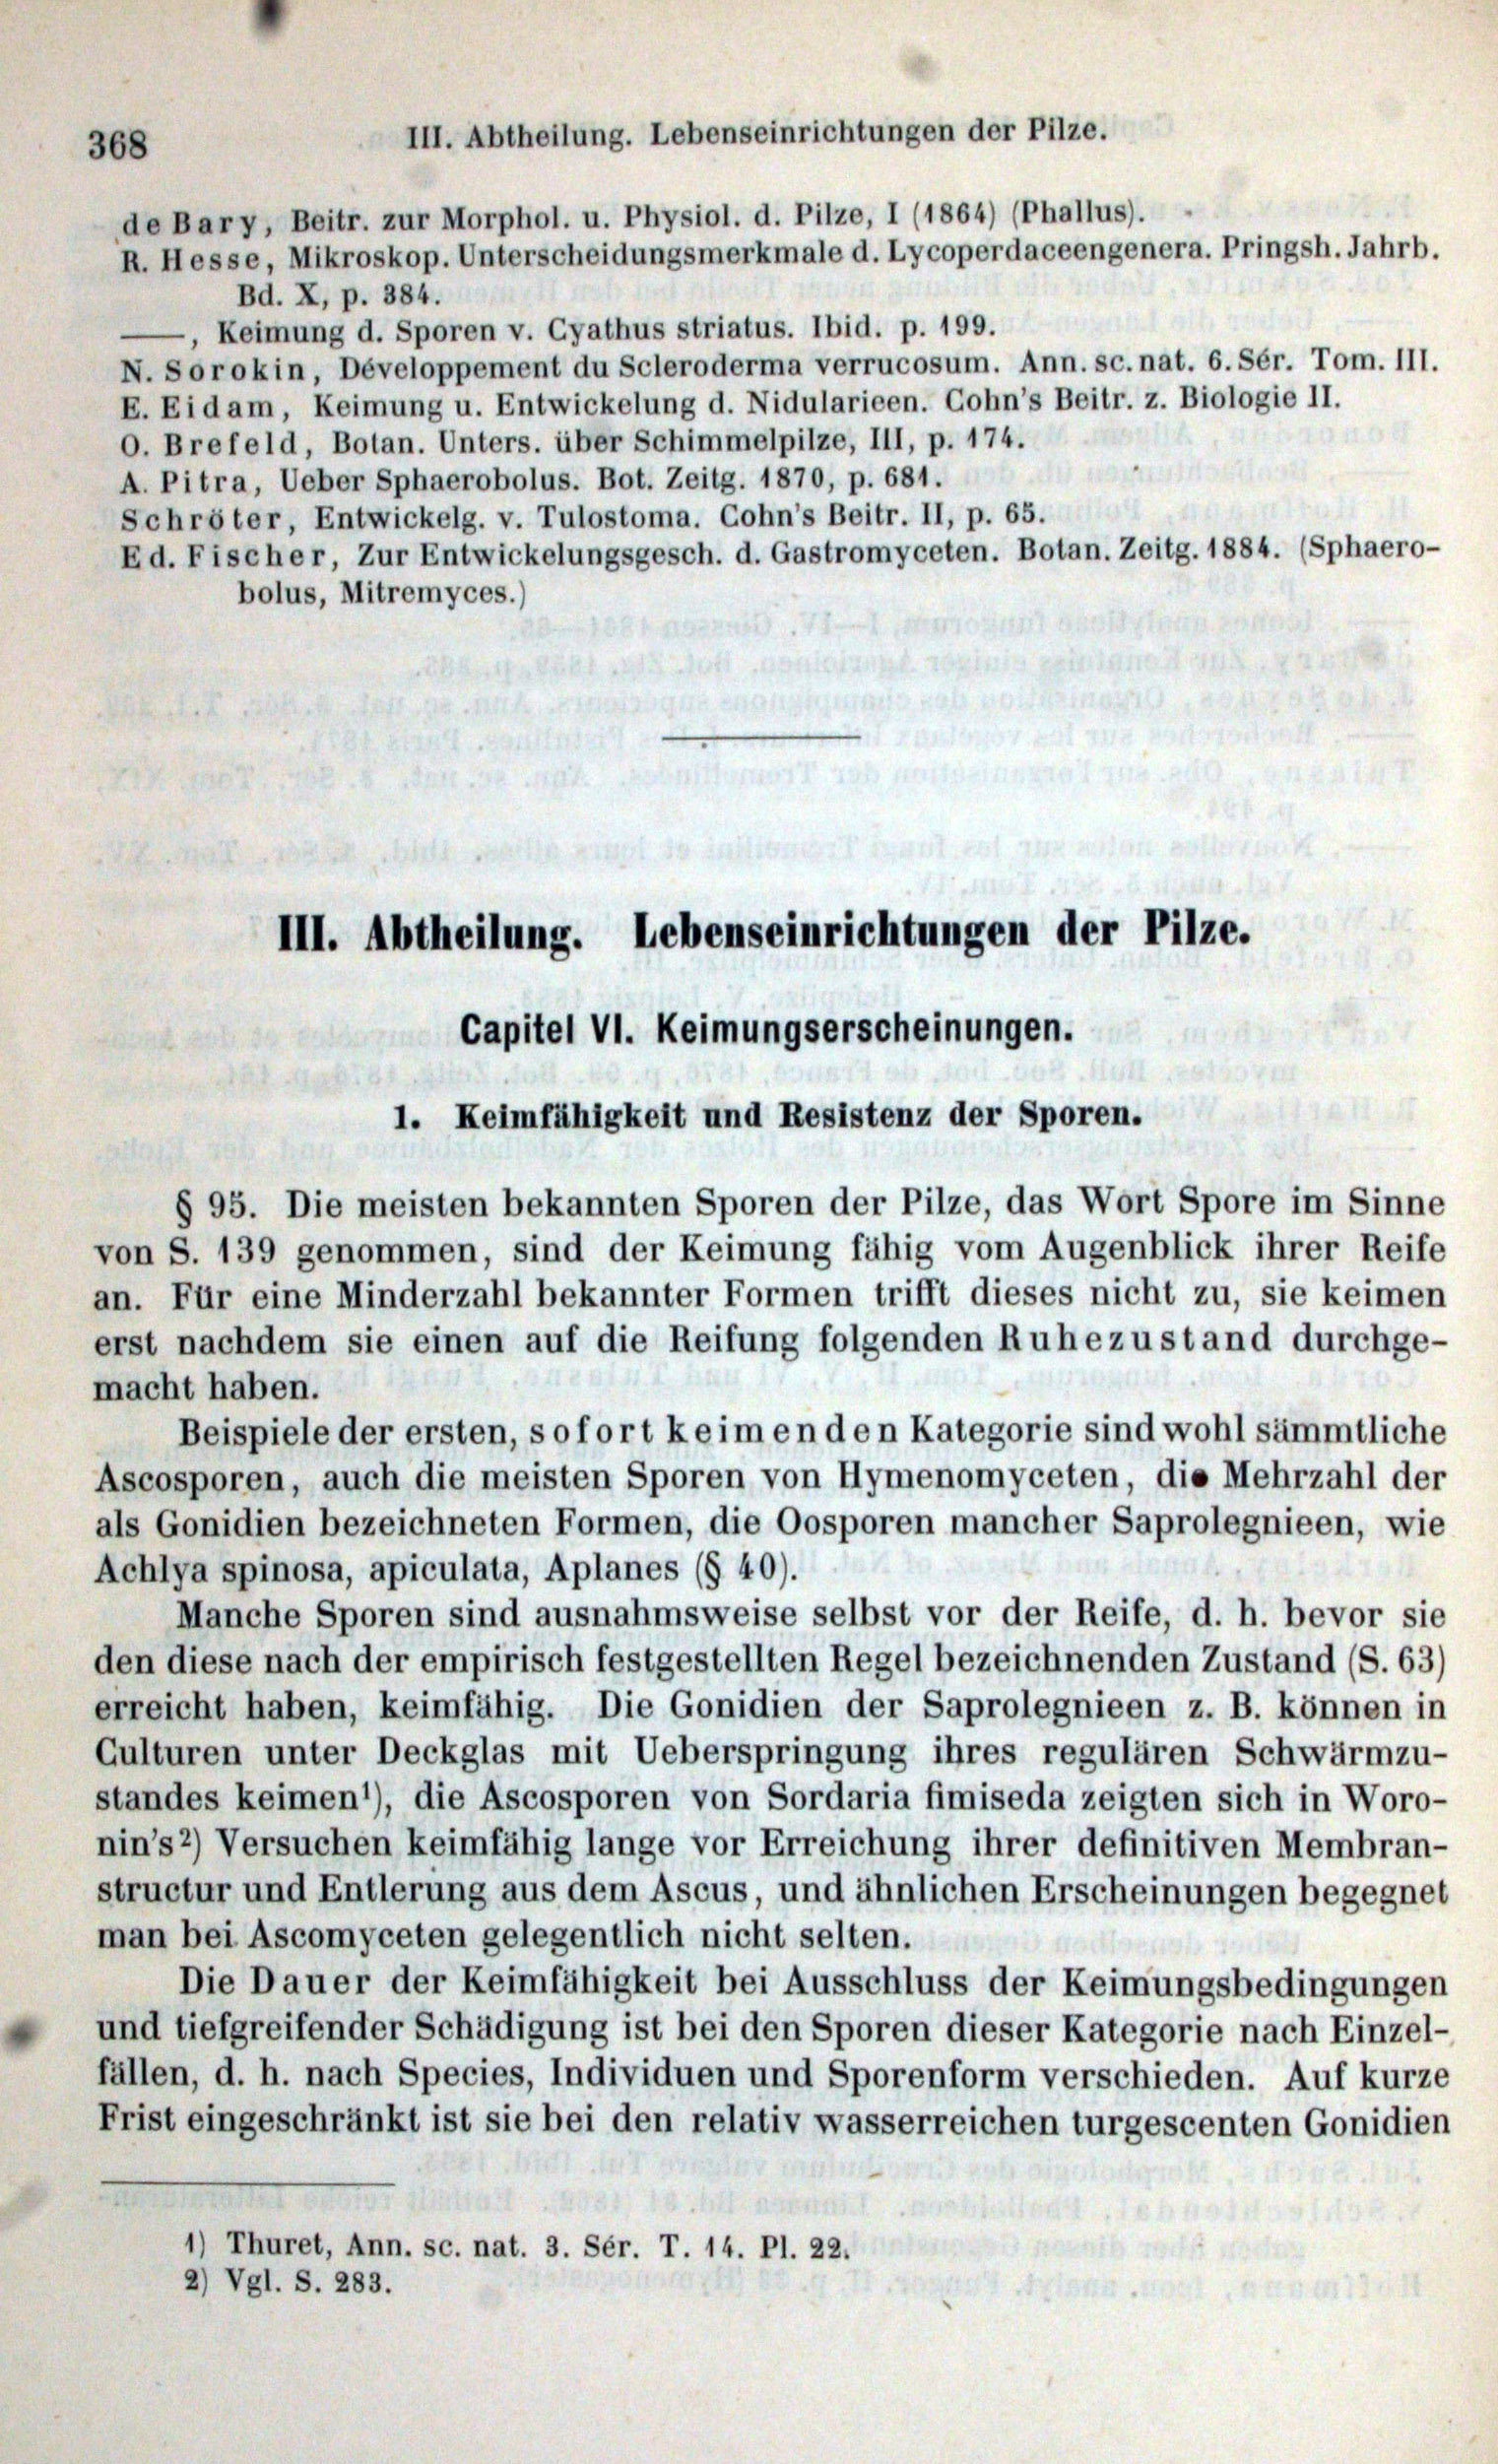 368
III. Abtheilung. Lebenseinrichtungen der Pilze.
de Bary, Beitr. zur Morphol. u. Physiol. d. Pilze, I (1864) (Phallus).
R. Hesse, Mikroskop. Unterscheidungsmerkmale d. Lycoperdaceengenera. Pringsh. Jahrb.
Bd. X, p. 384.
——, Keimung d. Sporen v. Cyathus striatus. Ibid. p. 199.
N. Sorokin, Développement du Scleroderma verrucosum. Ann. sc. nat. 6. Sér. Tom. III.
E. Eidam, Keimung u. Entwickelung d. Nidularieen. Cohn's Beitr. z. Biologie II.
O. Brefeld, Botan. Unters. über Schimmelpilze, III, p. 174.
A. Pitra, Ueber Sphaerobolus. Bot. Zeitg. 1870, p. 681.
Schröter, Entwickelg. v. Tulostoma. Cohn's Beitr. II, p. 65.
Ed. Fischer, Zur Entwickelungsgesch. d. Gastromyceten. Botan. Zeitg. 1884. (Sphaero-
bolus, Mitremyces.)
III. Abtheilung. Lebenseinrichtungen der Pilze.
Capitel VI. Keimungserscheinungen.
1. Keimfähigkeit und Resistenz der Sporen.
§ 95. Die meisten bekannten Sporen der Pilze, das Wort Spore im Sinne
von S. 139 genommen, sind der Keimung fähig vom Augenblick ihrer Reife
an. Für eine Minderzahl bekannter Formen trifft dieses nicht zu, sie keimen
erst nachdem sie einen auf die Reifung folgenden Ruhezustand durchge-
macht haben.
Beispiele der ersten, sofort keimenden Kategorie sind wohl sämmtliche
Ascosporen, auch die meisten Sporen von Hymenomyceten, die Mehrzahl der
als Gonidien bezeichneten Formen, die Oosporen mancher Saprolegnieen, wie
Achlya spinosa, apiculata, Aplanes (§ 40).
Manche Sporen sind ausnahmsweise selbst vor der Reife, d. h. bevor sie
den diese nach der empirisch festgestellten Regel bezeichnenden Zustand (S. 63)
erreicht haben, keimfähig. Die Gonidien der Saprolegnieen z. B. können in
Culturen unter Deckglas mit Ueberspringung ihres regulären Schwärmzu-
standes keimen¹), die Ascosporen von Sordaria fimiseda zeigten sich in Woro-
nin's²) Versuchen keimfähig lange vor Erreichung ihrer definitiven Membran-
structur und Entlerung aus dem Ascus, und ähnlichen Erscheinungen begegnet
man bei Ascomyceten gelegentlich nicht selten.
Die Dauer der Keimfähigkeit bei Ausschluss der Keimungsbedingungen
und tiefgreifender Schädigung ist bei den Sporen dieser Kategorie nach Einzel-
fällen, d. h. nach Species, Individuen und Sporenform verschieden. Auf kurze
Frist eingeschränkt ist sie bei den relativ wasserreichen turgescenten Gonidien
1) Thuret, Ann. sc. nat. 3. Sér. T. 14. Pl. 22.
2) Vgl. S. 283.